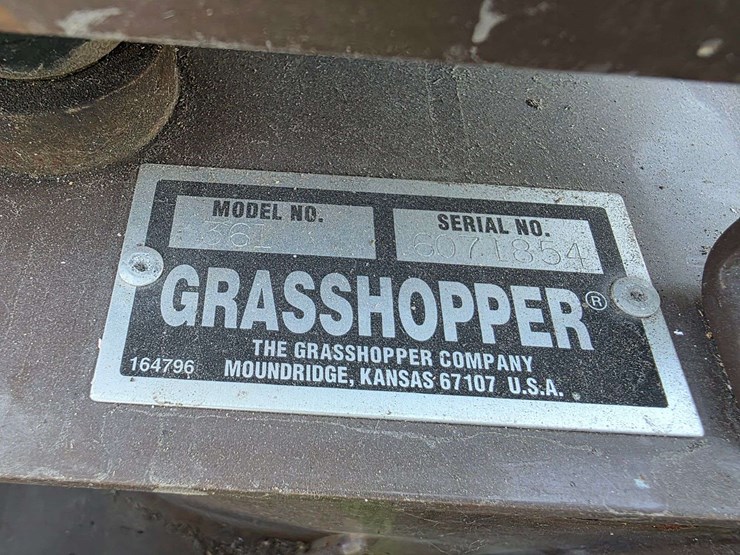 MODEL NO.
361
SERIAL NO.
6071854
GRASSHOPPER®
THE GRASSHOPPER COMPANY
164796
MOUNDRIDGE, KANSAS 67107 U.S.A.